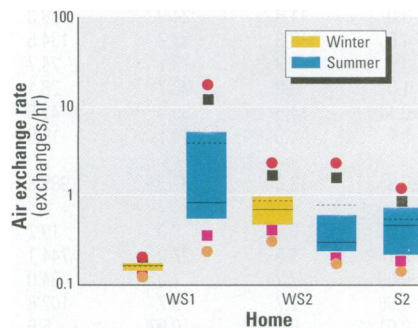 100
10
1
0.1
Air exchange rate
(exchanges/hr)
Winter
Summer
WS1
WS2
S2
Home